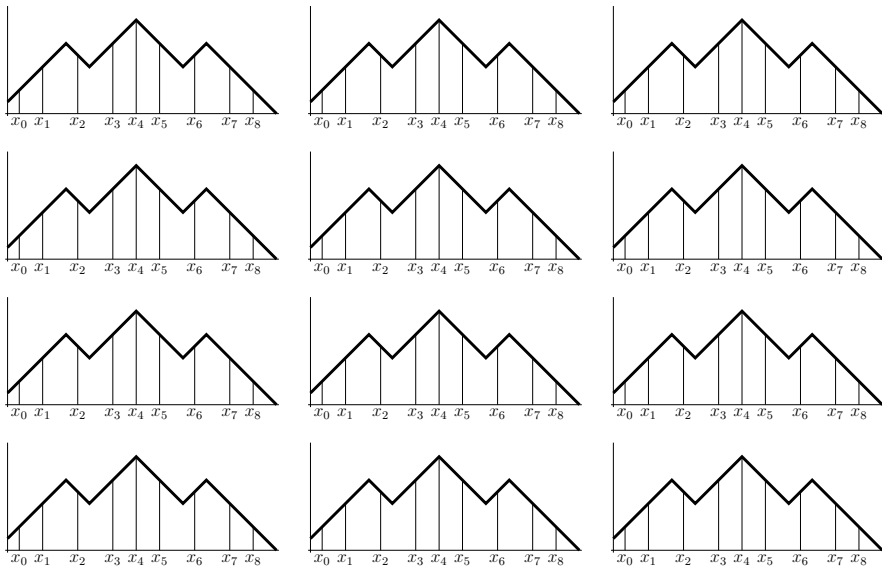 x₀ x₁ x₂ x₃ x₄ x₅ x₆ x₇ x₈ x₀ x₁ x₂ x₃ x₄ x₅ x₆ x₇ x₈ x₀ x₁ x₂ x₃ x₄ x₅ x₆ x₇ x₈
x₀ x₁ x₂ x₃ x₄ x₅ x₆ x₇ x₈ x₀ x₁ x₂ x₃ x₄ x₅ x₆ x₇ x₈ x₀ x₁ x₂ x₃ x₄ x₅ x₆ x₇ x₈
x₀ x₁ x₂ x₃ x₄ x₅ x₆ x₇ x₈ x₀ x₁ x₂ x₃ x₄ x₅ x₆ x₇ x₈ x₀ x₁ x₂ x₃ x₄ x₅ x₆ x₇ x₈
x₀ x₁ x₂ x₃ x₄ x₅ x₆ x₇ x₈ x₀ x₁ x₂ x₃ x₄ x₅ x₆ x₇ x₈ x₀ x₁ x₂ x₃ x₄ x₅ x₆ x₇ x₈